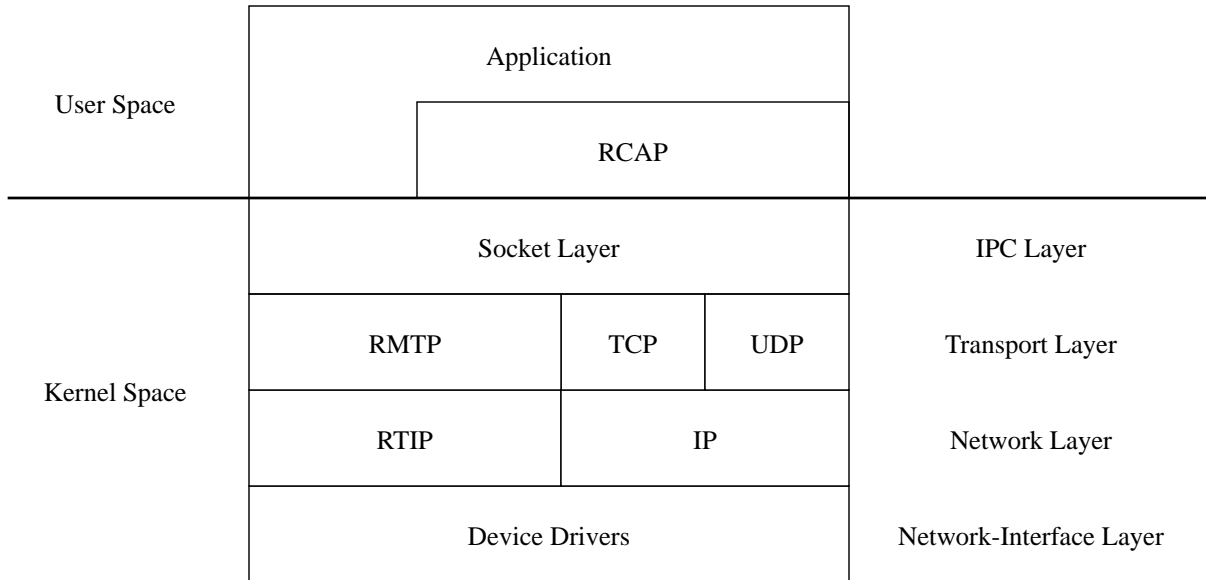 Application
User Space
RCAP
Socket Layer
IPC Layer
RMTP
TCP
UDP
Transport Layer
Kernel Space
RTIP
IP
Network Layer
Device Drivers
Network-Interface Layer